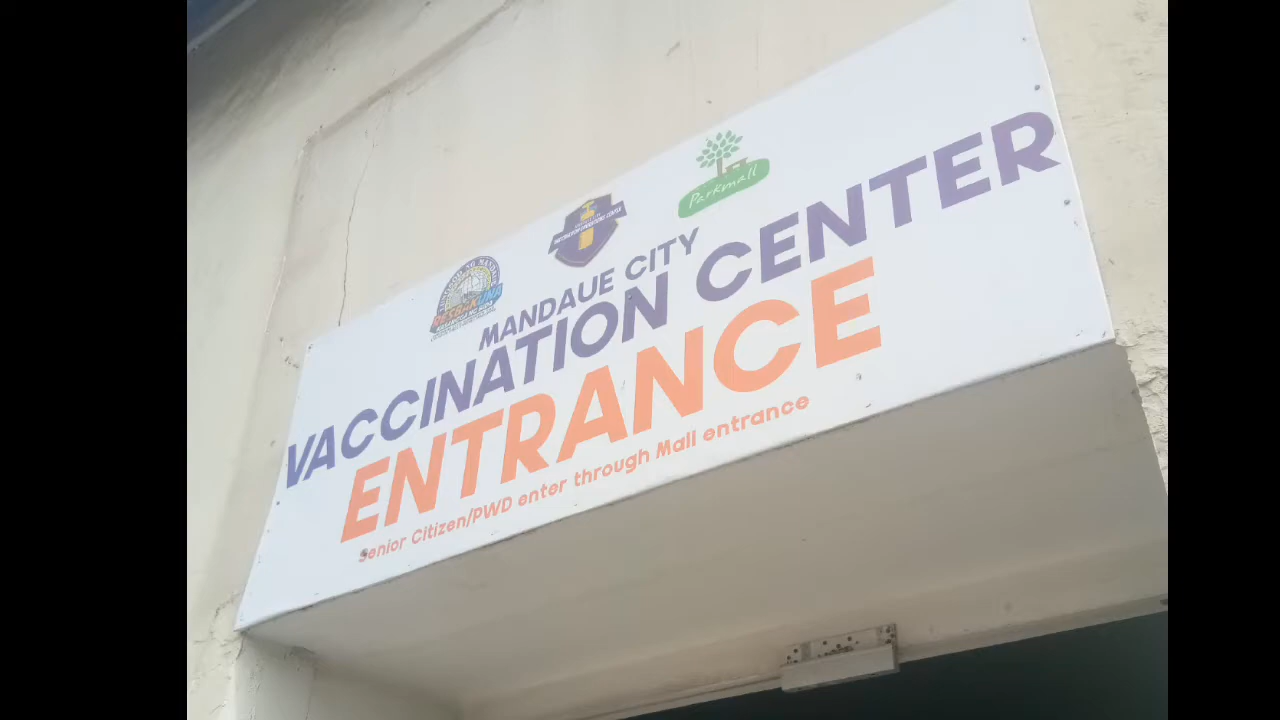 Parkmall
MANDAUE CITY
VACCINATION CENTER
ENTRANCE
Senior Citizen/PWD enter through Mall entrance